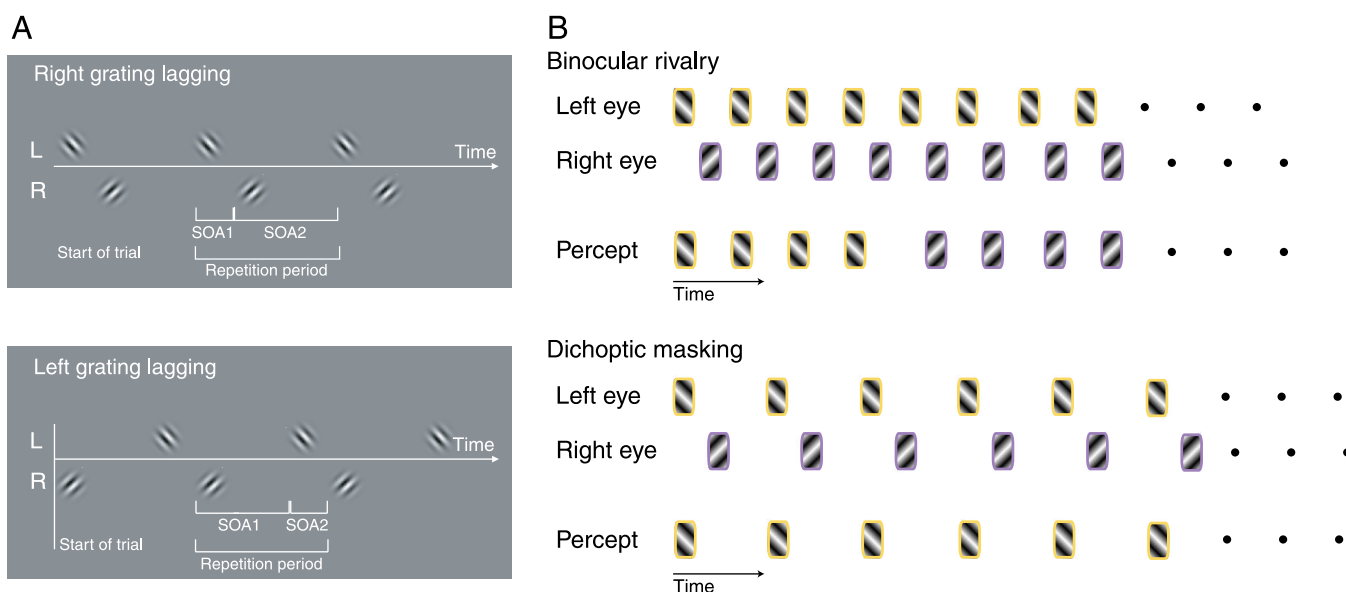 A
Right grating lagging
L
Time
R
SOA1 SOA2
Start of trial
Repetition period
Left grating lagging
L
Time
R
SOA1 SOA2
Start of trial
Repetition period
B
Binocular rivalry
Left eye
Right eye
Percept
Time
Dichoptic masking
Left eye
Right eye
Percept
Time